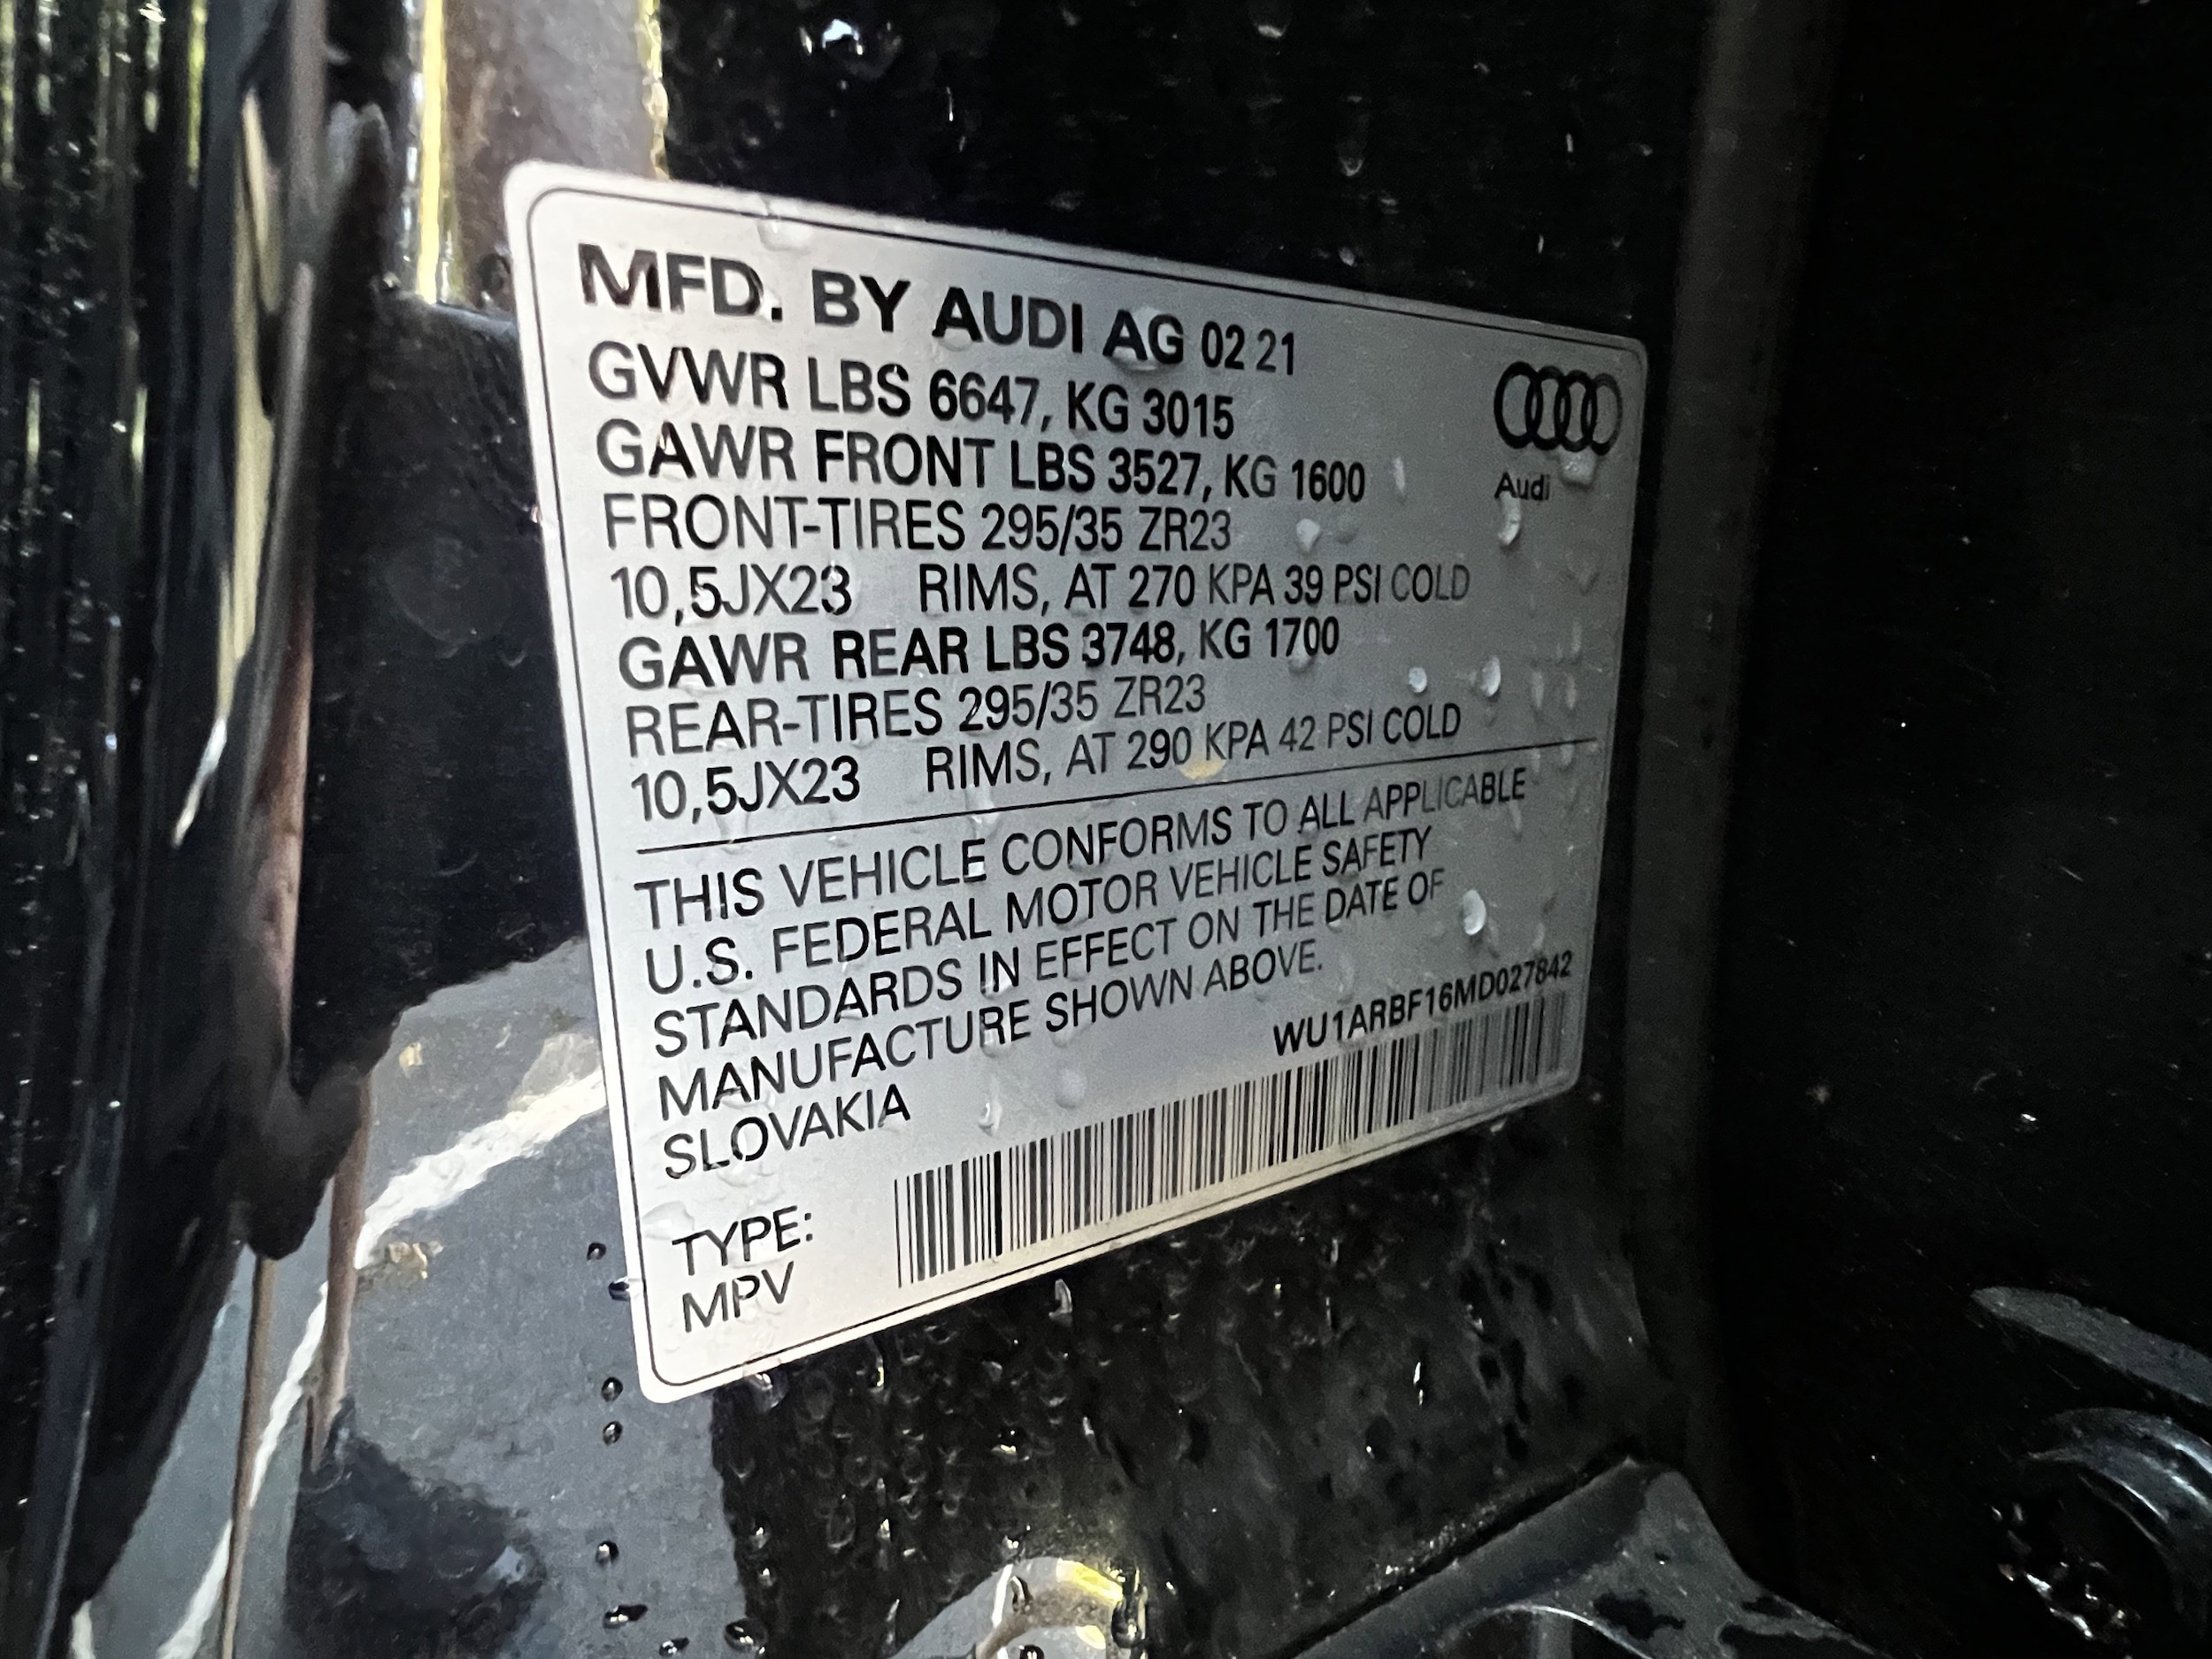 MFD. BY AUDI AG 02 21
GVWR LBS 6647, KG 3015
GAWR FRONT LBS 3527, KG 1600
FRONT-TIRES 295/35 ZR23
10,5JX23 RIMS, AT 270 KPA 39 PSI COLD
GAWR REAR LBS 3748, KG 1700
REAR-TIRES 295/35 ZR23
10,5JX23 RIMS, AT 290 KPA 42 PSI COLD
Audi
THIS VEHICLE CONFORMS TO ALL APPLICABLE
U.S. FEDERAL MOTOR VEHICLE SAFETY
STANDARDS IN EFFECT ON THE DATE OF
MANUFACTURE SHOWN ABOVE.
SLOVAKIA
WU1ARBF16MD027842
TYPE:
MPV